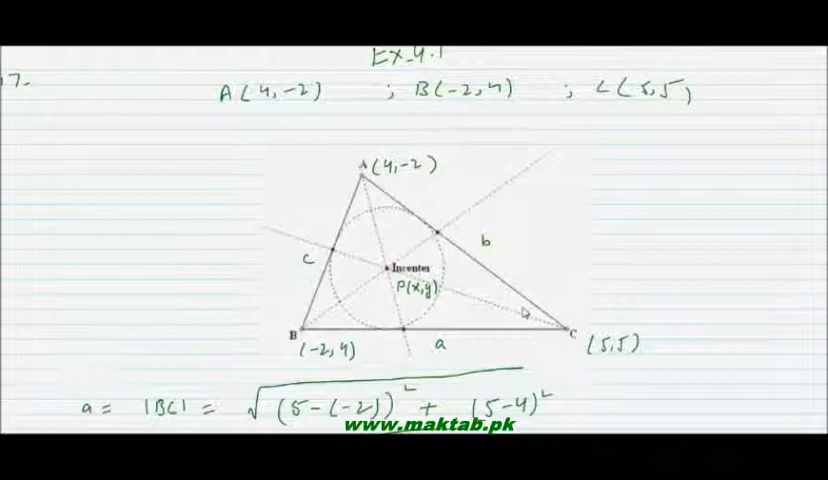 Ex-4.1
17-
A(4,-2) ; B(-2,4) ; C(5,5)
A (4,-2)
b
c
Incenter
P(x,y)
B
C (5,5)
(-2,4)
a
a = |BC| = √(5-(-2))² + (5-4)²
www.maktab.pk